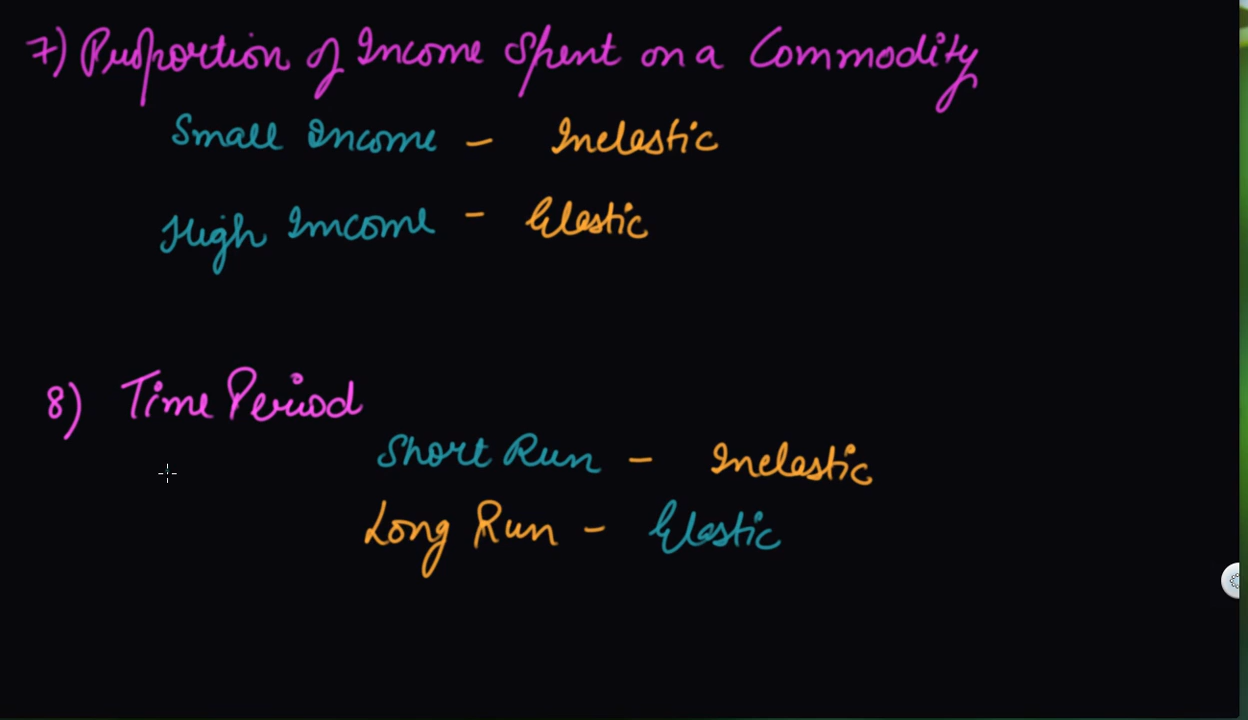 7) Proportion of Income Spent on a Commodity
Small Income - Inelastic
High Income - Elastic
8) Time Period
Short Run - Inelastic
Long Run - Elastic